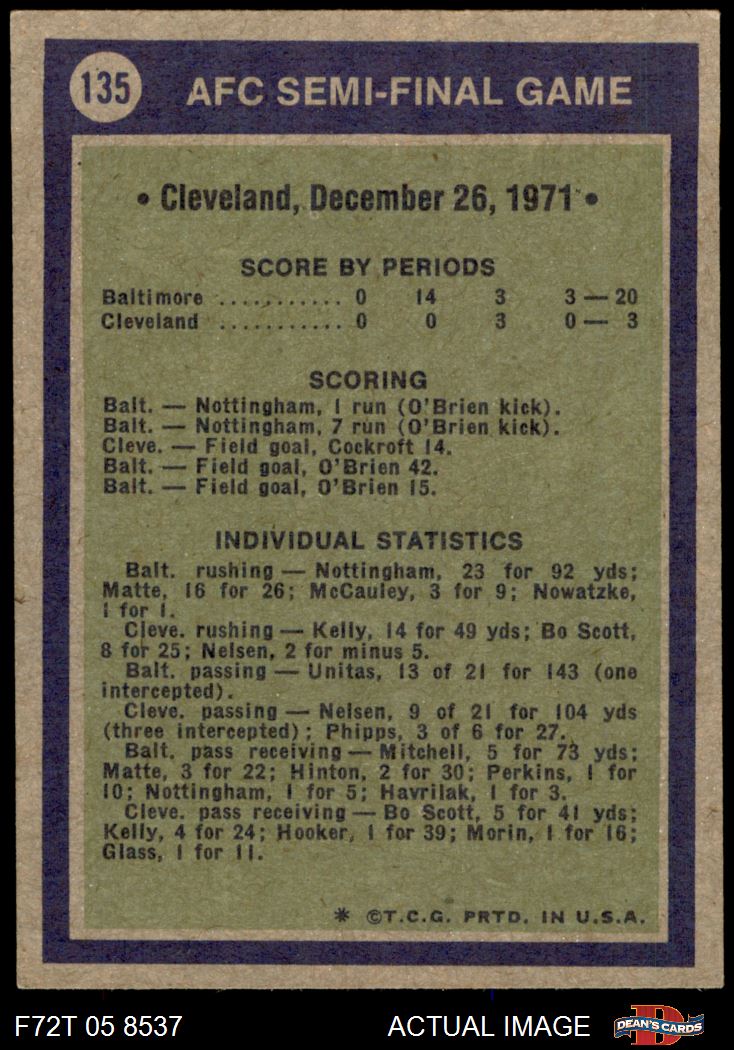 135 AFC SEMI-FINAL GAME
• Cleveland, December 26, 1971 •
SCORE BY PERIODS
Baltimore ........... 0 14 3 3 — 20
Cleveland ........... 0 0 3 0 — 3
SCORING
Balt. — Nottingham, 1 run (O'Brien kick).
Balt. — Nottingham, 7 run (O'Brien kick).
Cleve. — Field goal, Cockroft 14.
Balt. — Field goal, O'Brien 42.
Balt. — Field goal, O'Brien 15.
INDIVIDUAL STATISTICS
Balt. rushing — Nottingham, 23 for 92 yds;
Matte, 16 for 26; McCauley, 3 for 9; Nowatzke,
1 for 1.
Cleve. rushing — Kelly, 14 for 49 yds; Bo Scott,
8 for 25; Nelsen, 2 for minus 5.
Balt. passing — Unitas, 13 of 21 for 143 (one
intercepted).
Cleve. passing — Nelsen, 9 of 21 for 104 yds
(three intercepted); Phipps, 3 of 6 for 27.
Balt. pass receiving — Mitchell, 5 for 73 yds;
Matte, 3 for 22; Hinton, 2 for 30; Perkins, 1 for
10; Nottingham, 1 for 5; Havrilak, 1 for 3.
Cleve. pass receiving — Bo Scott, 5 for 41 yds;
Kelly, 4 for 24; Hooker, 1 for 39; Morin, 1 for 16;
Glass, 1 for 11.
* ©T.C.G. PRTD. IN U.S.A.
F72T 05 8537 ACTUAL IMAGE D DEAN'S CARDS